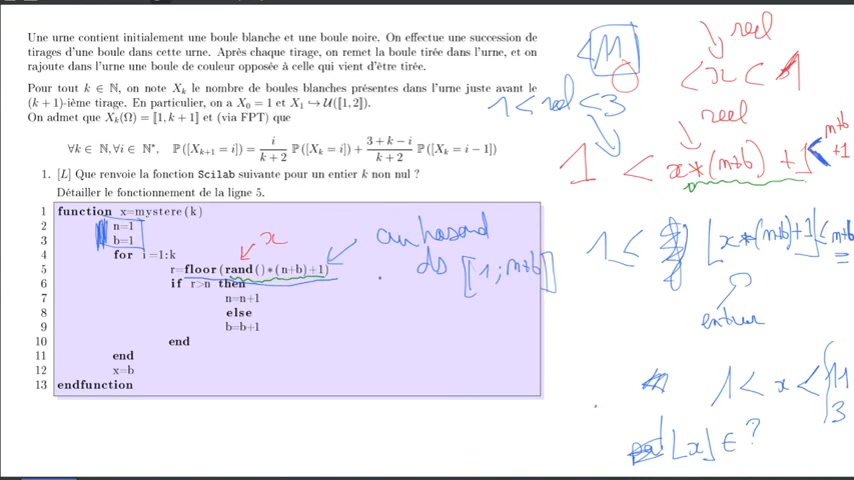 Une urne contient initialement une boule blanche et une boule noire. On effectue une succession de
tirages d'une boule dans cette urne. Après chaque tirage, on remet la boule tirée dans l'urne, et on
rajoute dans l'urne une boule de couleur opposée à celle qui vient d'être tirée.
Pour tout k ∈ ℕ, on note X_k le nombre de boules blanches présentes dans l'urne juste avant le
(k + 1)-ième tirage. En particulier, on a X_0 = 1 et X_1 ↪ U(⟦1, 2⟧).
On admet que X_k(Ω) = ⟦1, k + 1⟧ et (via FPT) que
∀k ∈ ℕ, ∀i ∈ ℕ*, ℙ([X_{k+1} = i]) = i/(k + 2) ℙ([X_k = i]) + (3 + k − i)/(k + 2) ℙ([X_k = i − 1])
1. [L] Que renvoie la fonction Scilab suivante pour un entier k non nul ?
Détailler le fonctionnement de la ligne 5.
1 function x=mystere(k)
2 n=1
3 b=1
4 for i=1:k
5 r=floor(rand()*(n+b)+1)
6 if r>n then
7 n=n+1
8 else
9 b=b+1
10 end
11 end
12 x=b
13 endfunction
x
au hasard
ds ⟦1; n+b⟧
reel
< x < 1
1 < reel < 3
reel
1 < x*(n+b) + 1 < n+b+1
1 ≤ ⌊x*(n+b)+1⌋ ≤ n+b
entier
1 < x < 11
3
⌊x⌋ ∈ ?